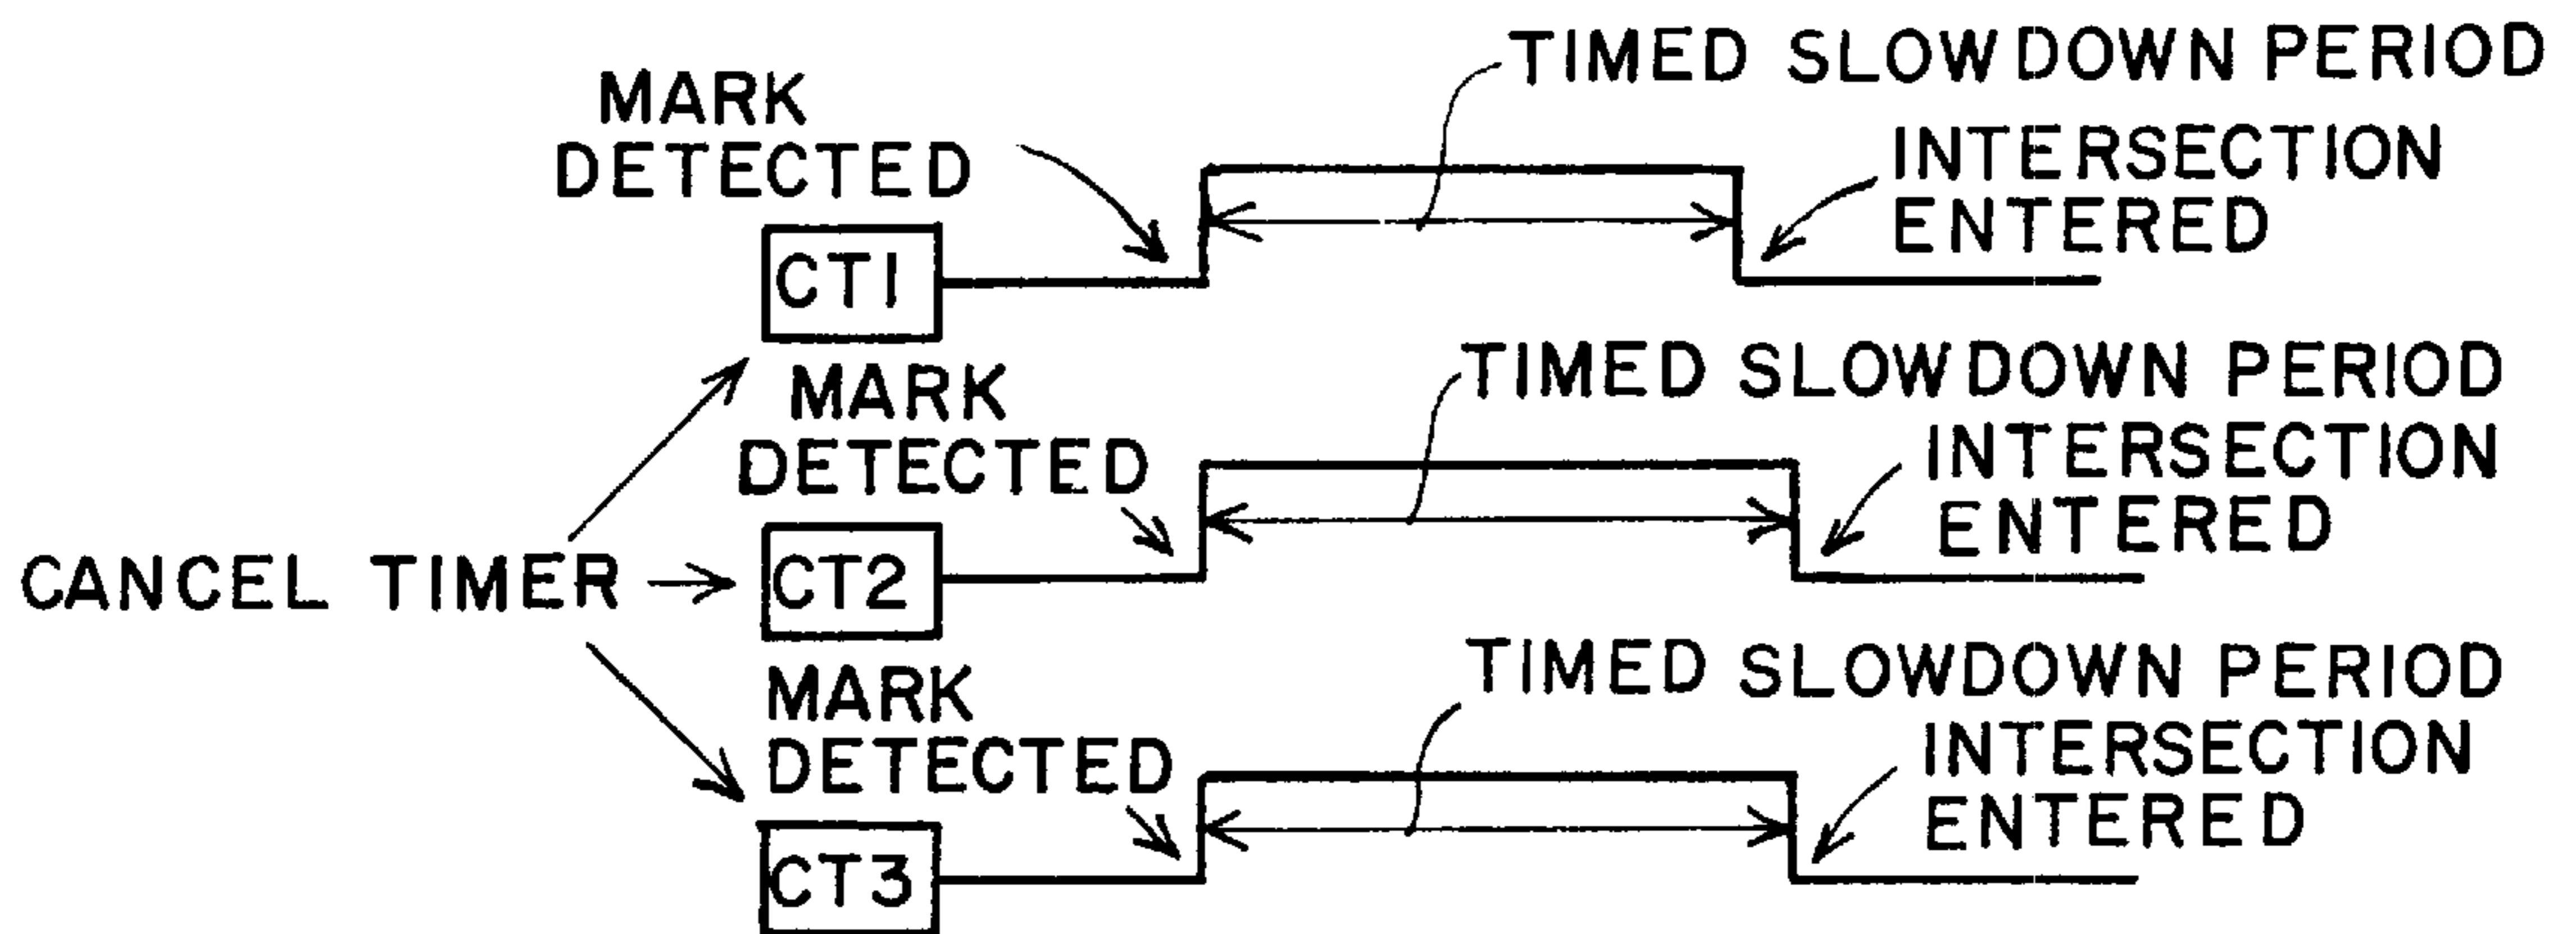 TIMED SLOWDOWN PERIOD
MARK
DETECTED
INTERSECTION
ENTERED
CT1
TIMED SLOWDOWN PERIOD
MARK
DETECTED
INTERSECTION
ENTERED
CANCEL TIMER
CT2
TIMED SLOWDOWN PERIOD
MARK
DETECTED
INTERSECTION
ENTERED
CT3